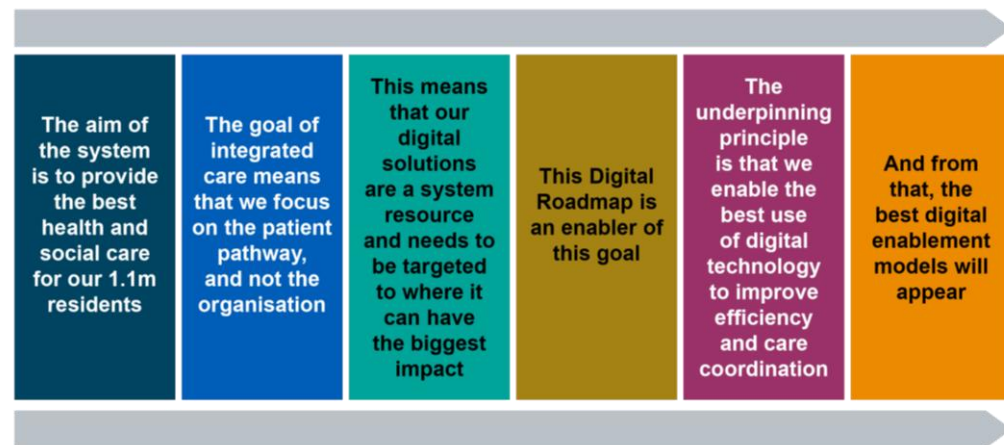 The aim of
the system
is to provide
the best
health and
social care
for our 1.1m
residents
The goal of
integrated
care means
that we focus
on the patient
pathway,
and not the
organisation
This means
that our
digital
solutions
are a system
resource
and needs to
be targeted
to where it
can have
the biggest
impact
This Digital
Roadmap is
an enabler of
this goal
The
underpinning
principle
is that we
enable the
best use
of digital
technology
to improve
efficiency
and care
coordination
And from
that, the
best digital
enablement
models will
appear